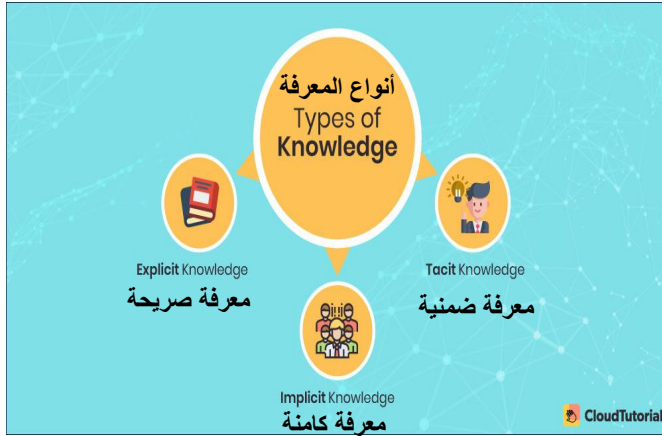 أنواع المعرفة
Types of
Knowledge
Explicit Knowledge
معرفة صريحة
Tacit Knowledge
معرفة ضمنية
Implicit Knowledge
معرفة كامنة
CloudTutorial